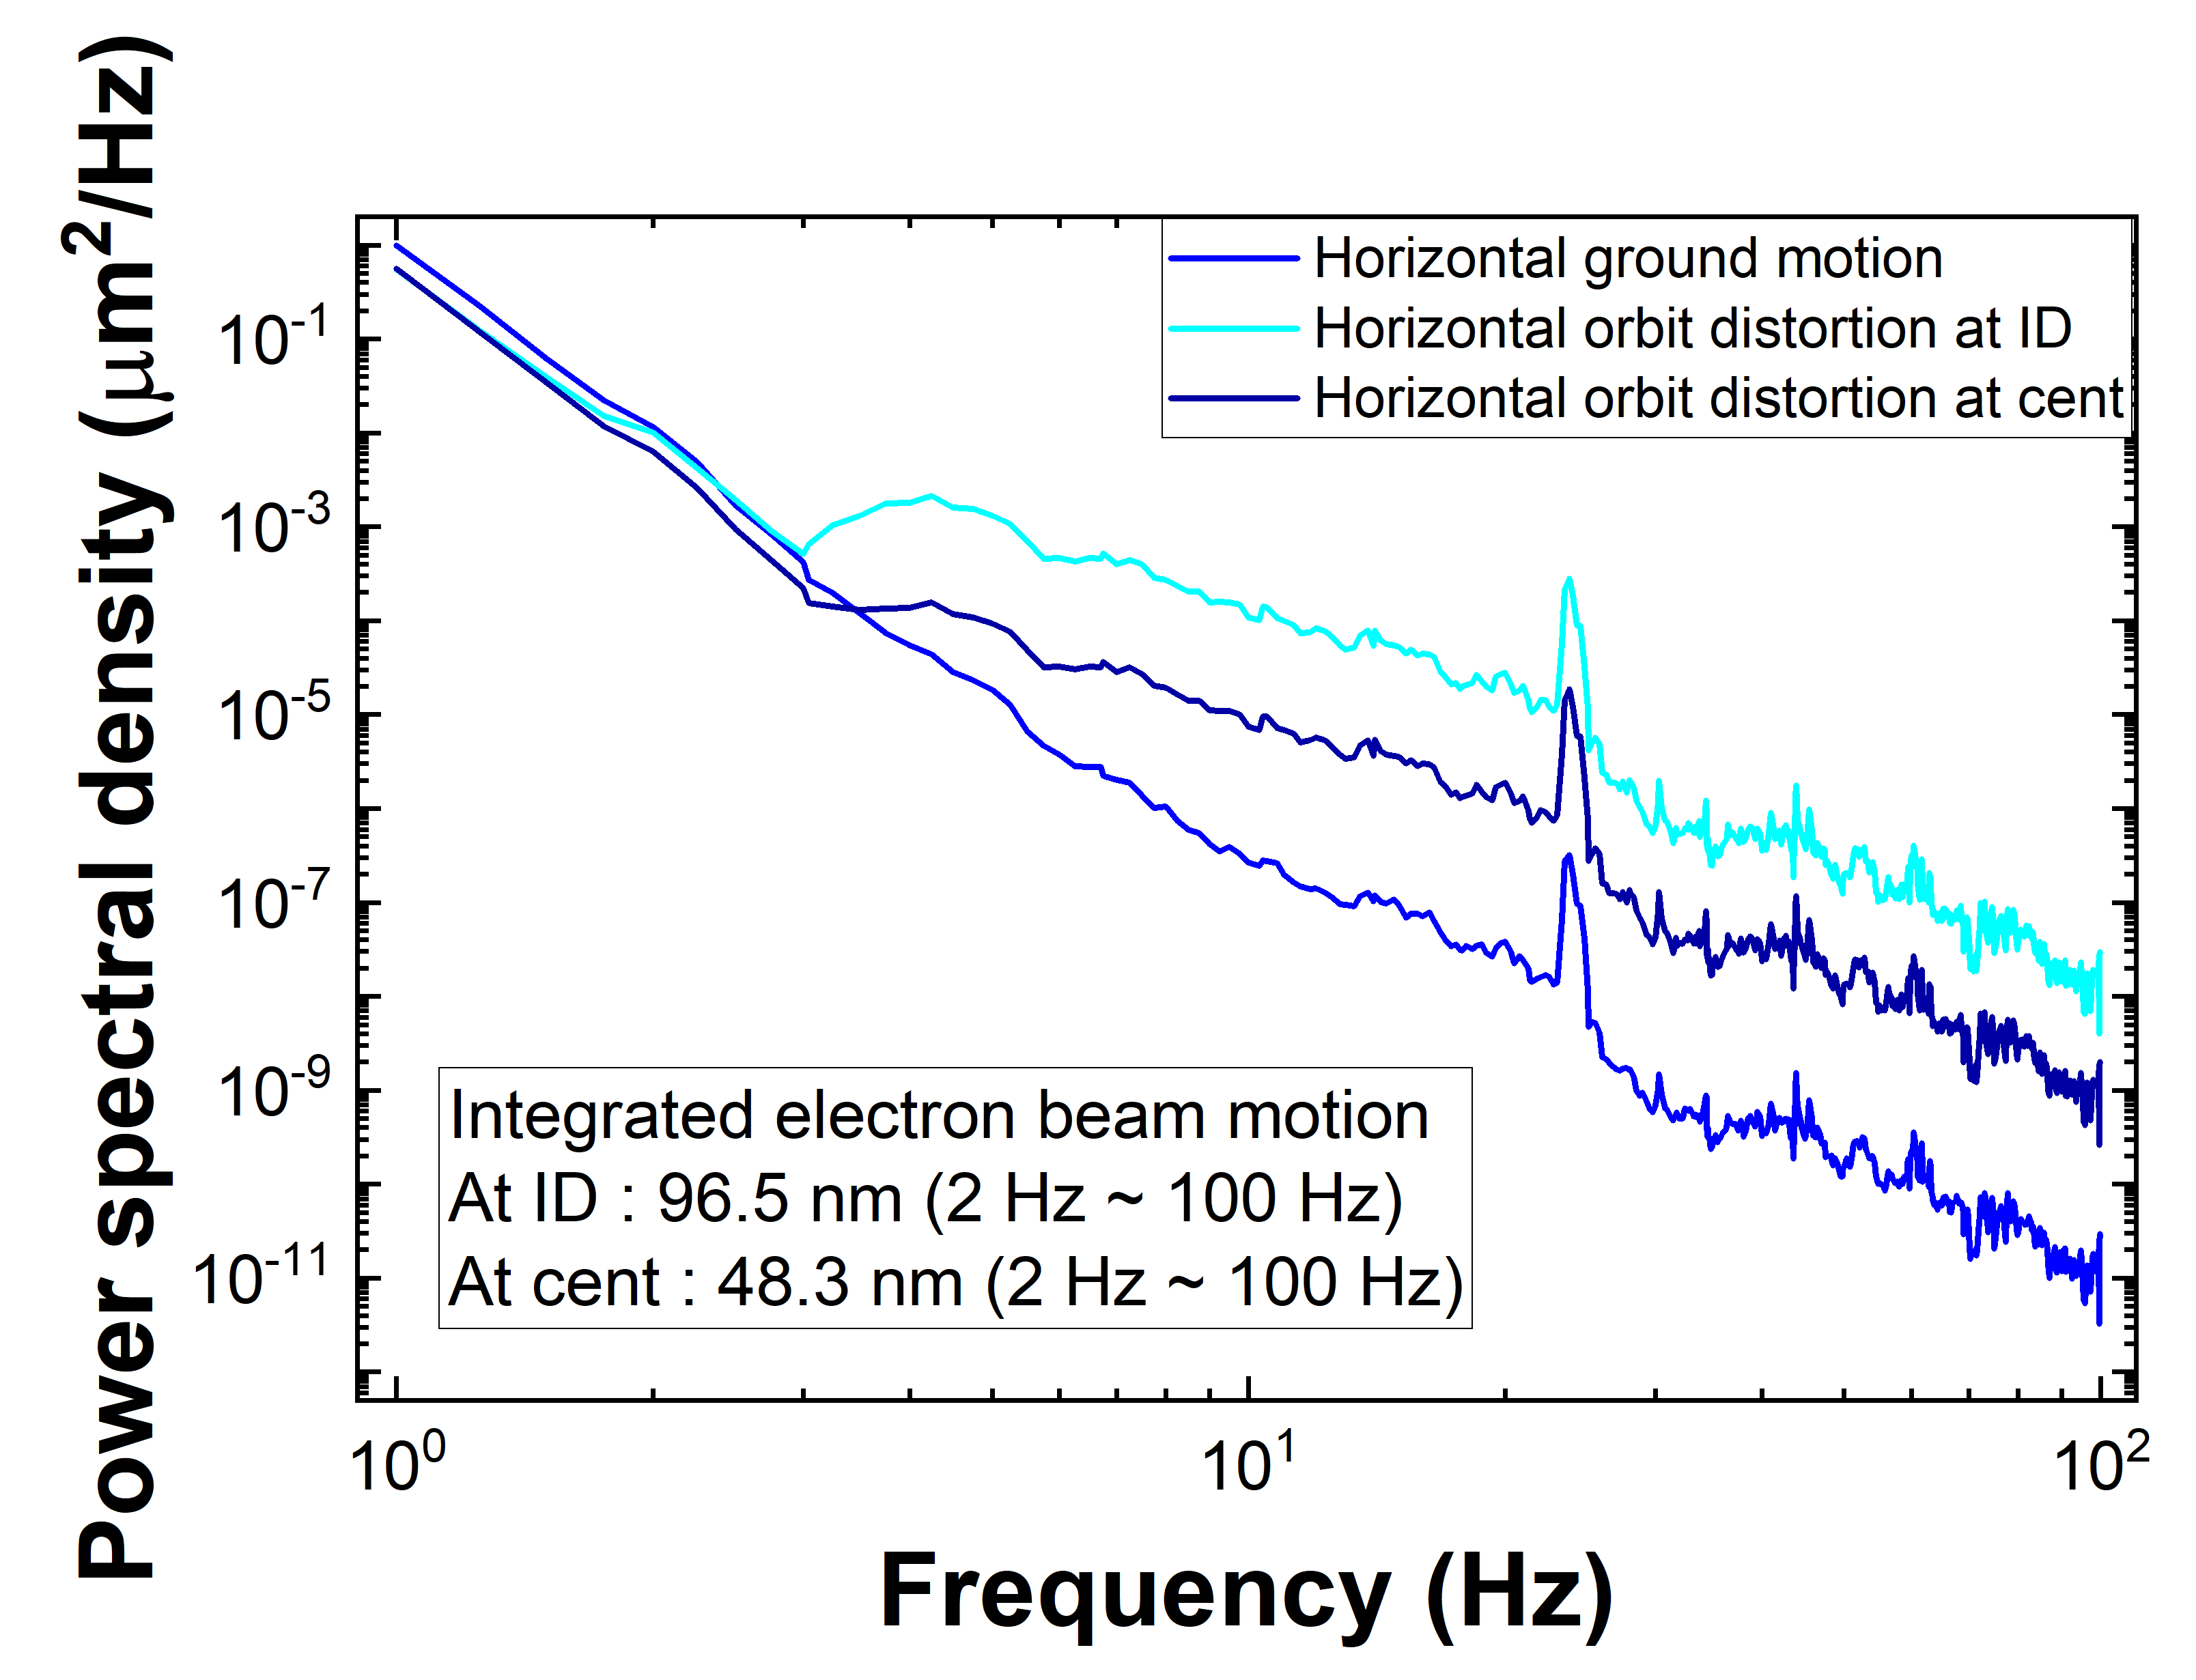 Power spectral density (μm²/Hz)
Horizontal ground motion
Horizontal orbit distortion at ID
Horizontal orbit distortion at cent
10⁻¹
10⁻³
10⁻⁵
10⁻⁷
10⁻⁹
10⁻¹¹
Integrated electron beam motion
At ID : 96.5 nm (2 Hz ~ 100 Hz)
At cent : 48.3 nm (2 Hz ~ 100 Hz)
10⁰ 10¹ 10²
Frequency (Hz)